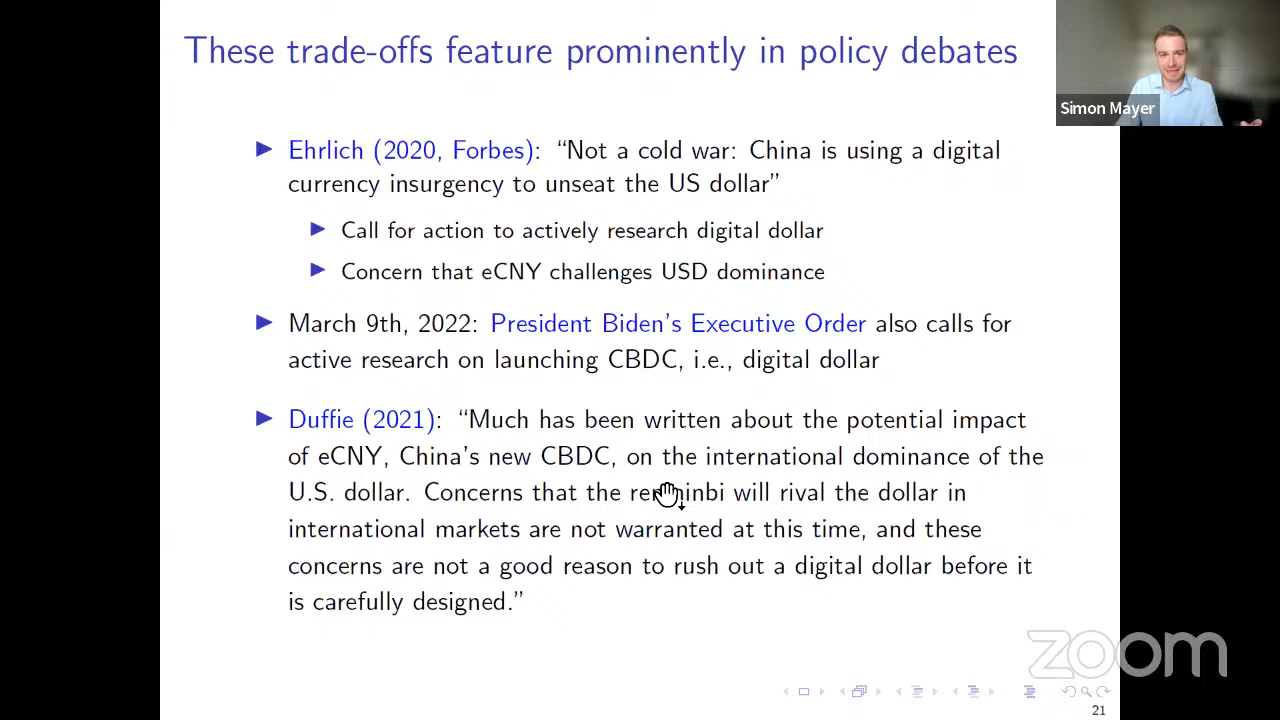 These trade-offs feature prominently in policy debates
Simon Mayer
▶ Ehrlich (2020, Forbes): “Not a cold war: China is using a digital
currency insurgency to unseat the US dollar”
▶ Call for action to actively research digital dollar
▶ Concern that eCNY challenges USD dominance
▶ March 9th, 2022: President Biden’s Executive Order also calls for
active research on launching CBDC, i.e., digital dollar
▶ Duffie (2021): “Much has been written about the potential impact
of eCNY, China’s new CBDC, on the international dominance of the
U.S. dollar. Concerns that the renminbi will rival the dollar in
international markets are not warranted at this time, and these
concerns are not a good reason to rush out a digital dollar before it
is carefully designed.”
zoom
21